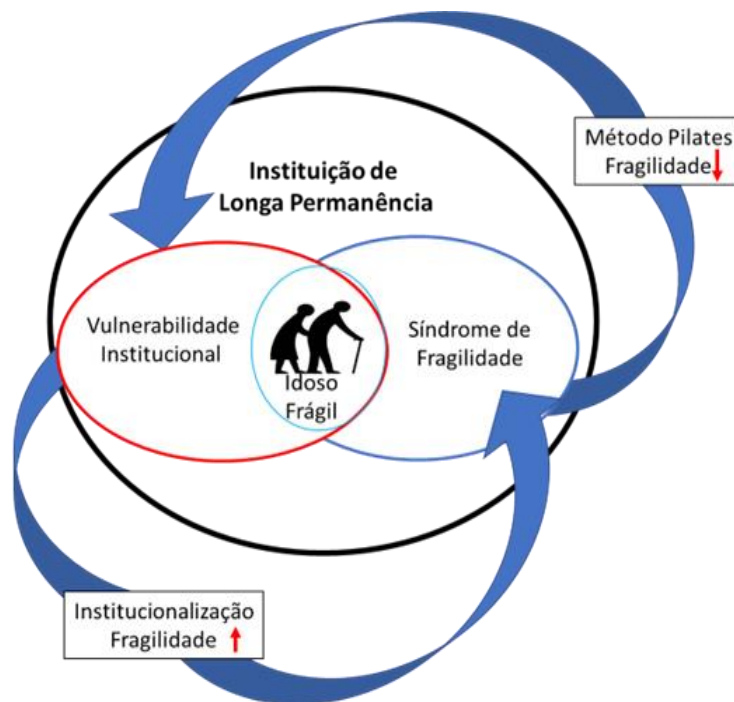 Método Pilates
Fragilidade
Instituição de
Longa Permanência
Vulnerabilidade
Institucional
Síndrome de
Fragilidade
Idoso
Frágil
Institucionalização
Fragilidade